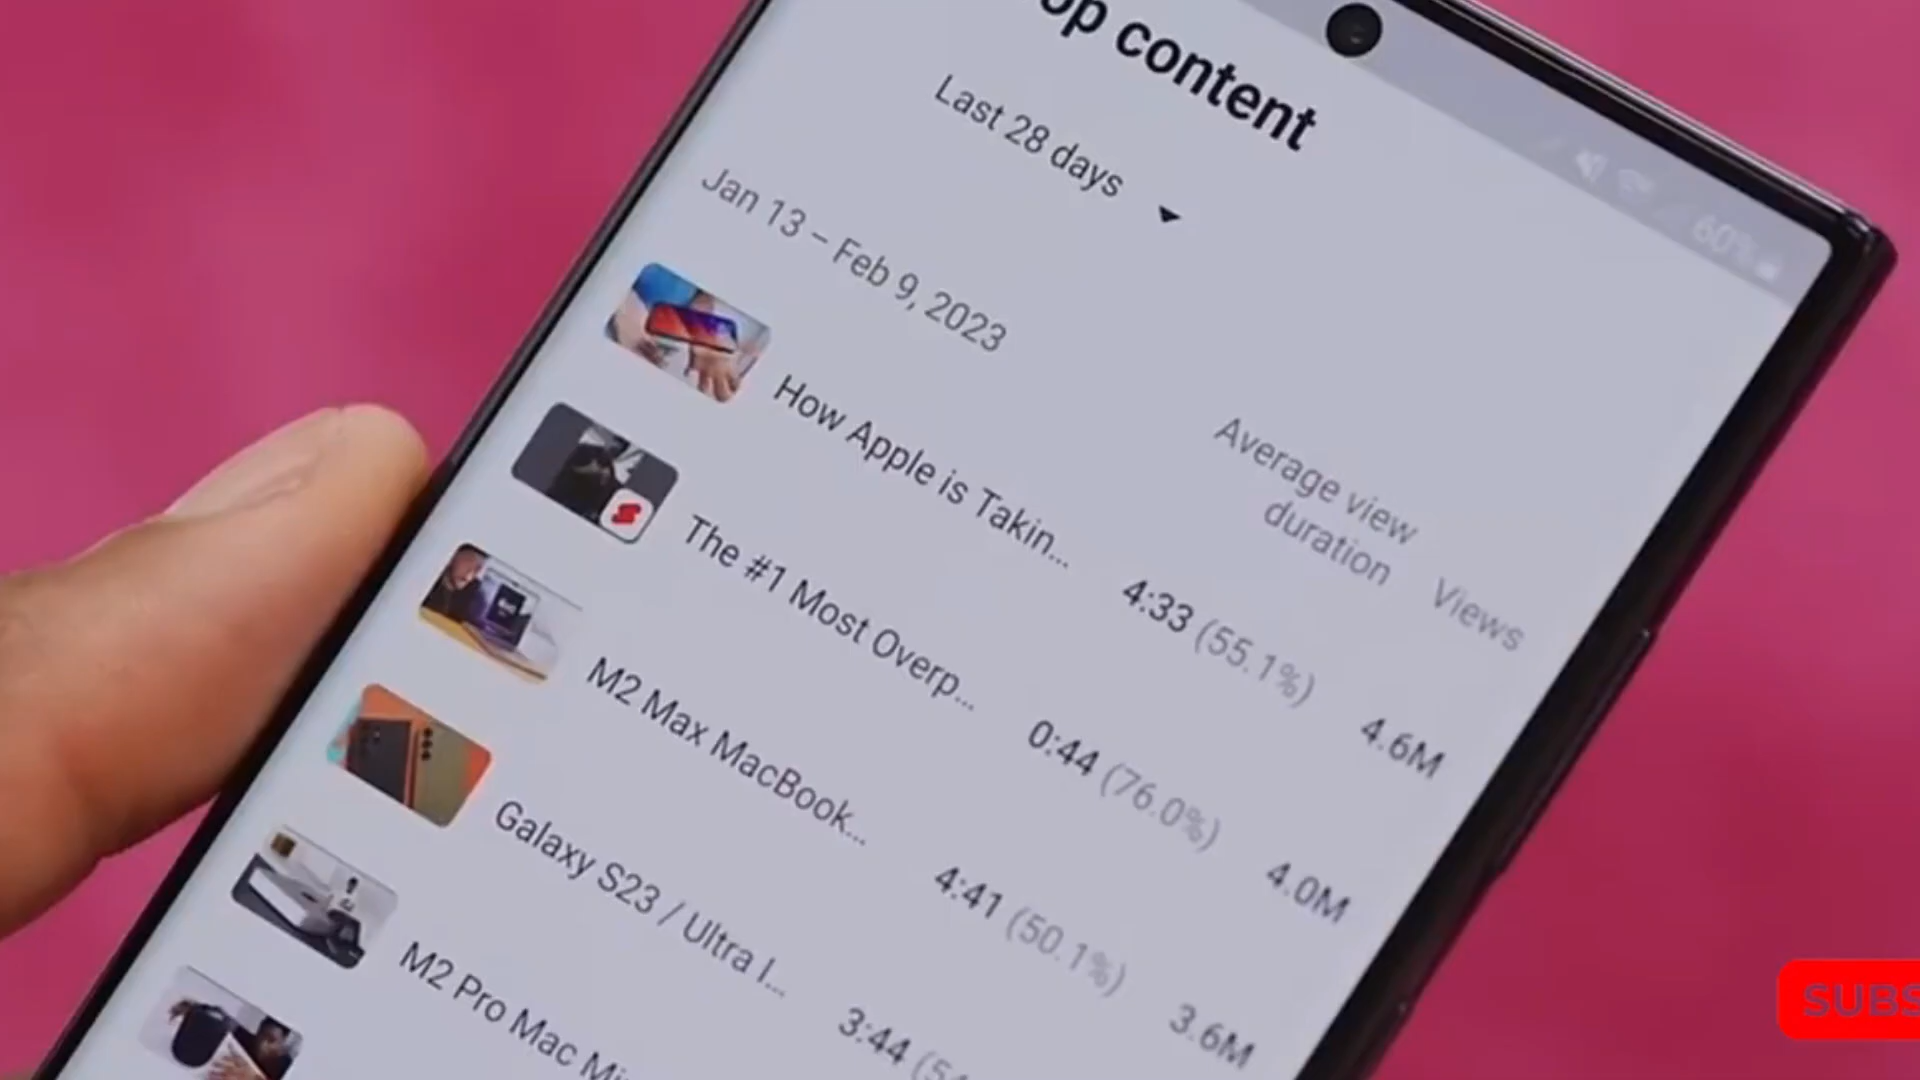 op content
Last 28 days
Jan 13 – Feb 9, 2023
60%
Average view
duration
Views
How Apple is Takin...
4:33 (55.1%)
4.6M
The #1 Most Overp...
0:44 (76.0%)
4.0M
M2 Max MacBook...
4:41 (50.1%)
3.6M
Galaxy S23 / Ultra I...
3:44 (54
M2 Pro Mac Mi
SUBS